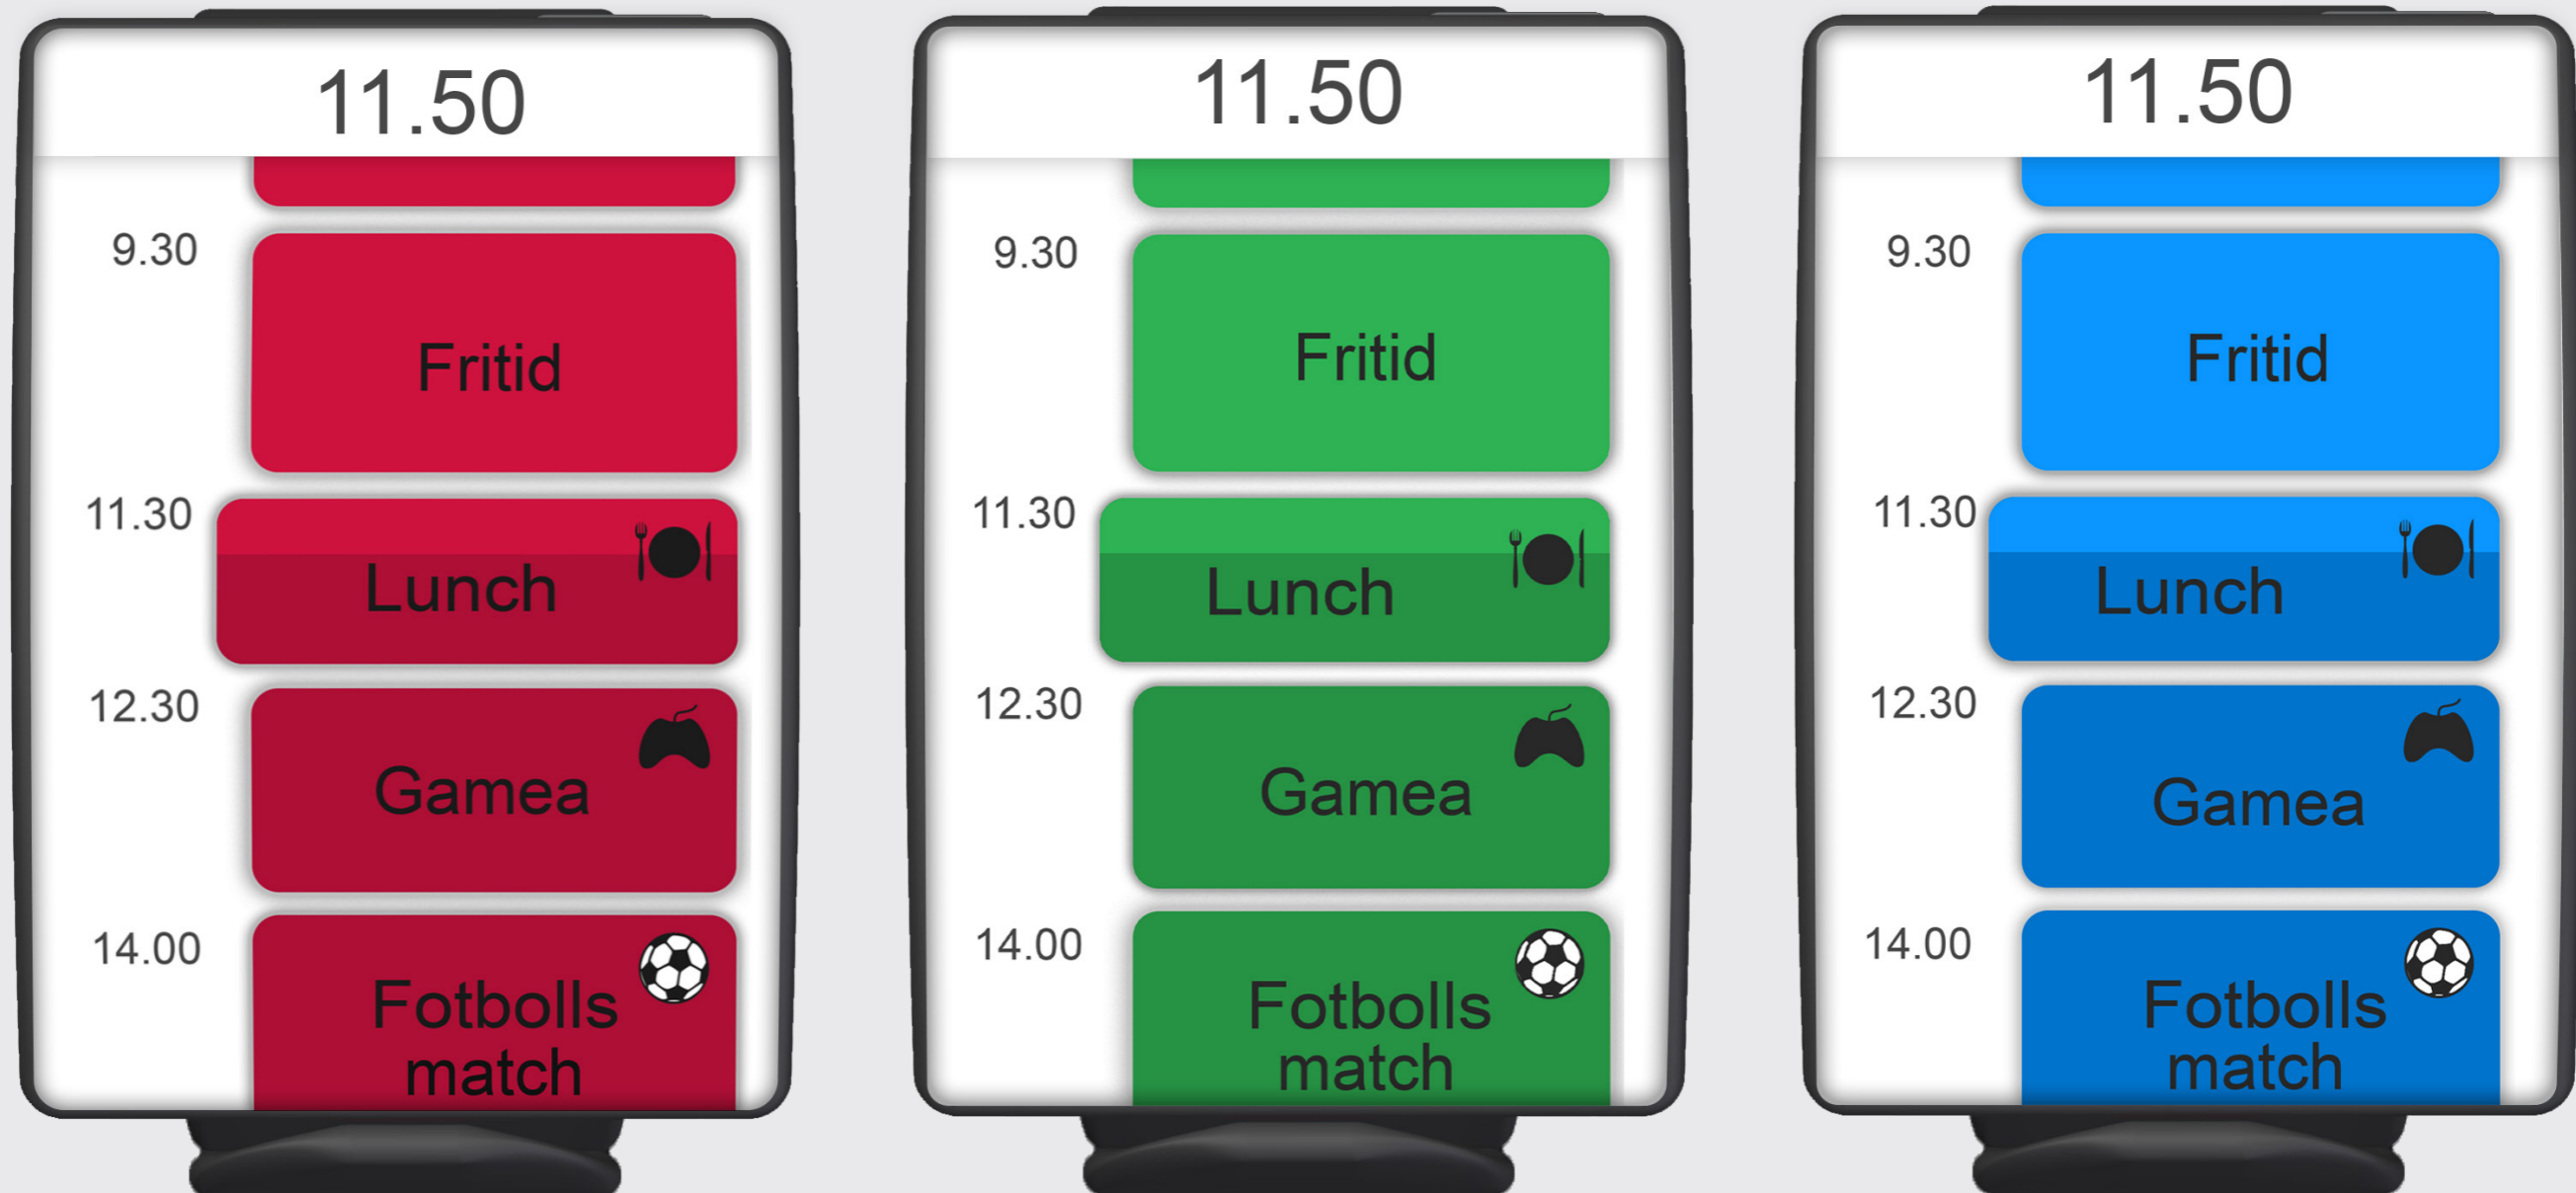 11.50
9.30
Fritid
11.30
Lunch
12.30
Gamea
14.00
Fotbolls
match
11.50
9.30
Fritid
11.30
Lunch
12.30
Gamea
14.00
Fotbolls
match
11.50
9.30
Fritid
11.30
Lunch
12.30
Gamea
14.00
Fotbolls
match